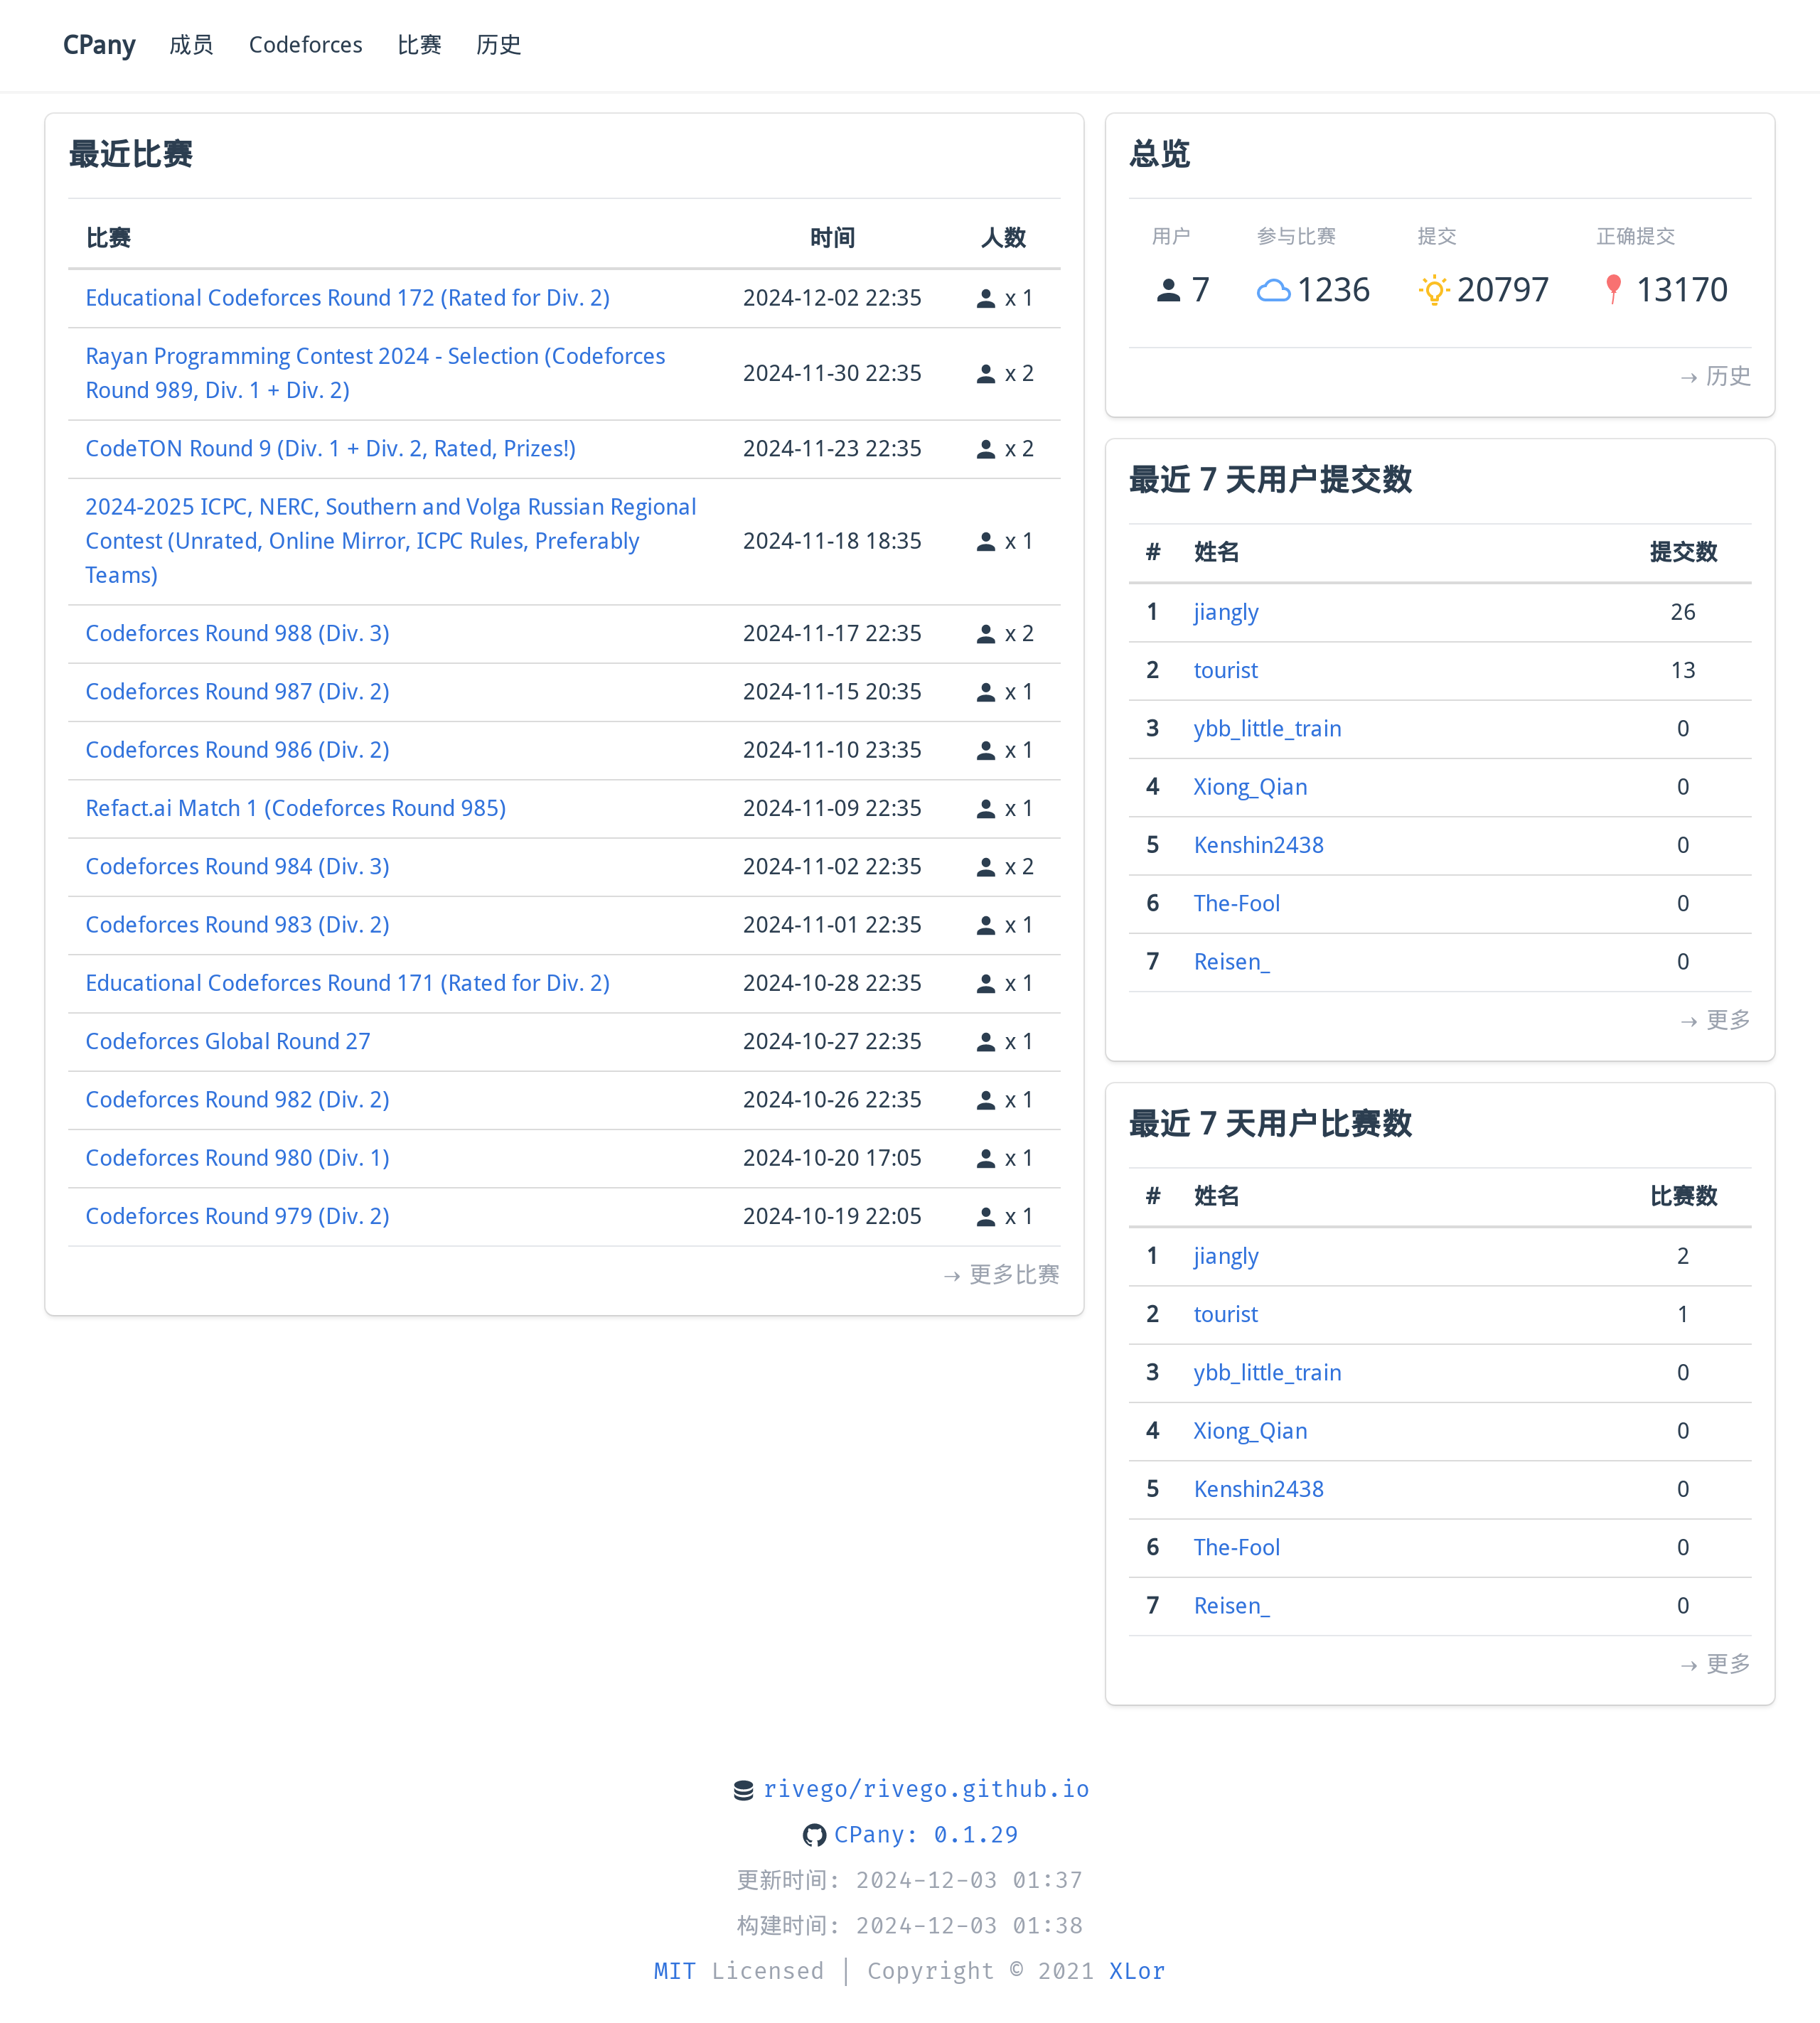 CPany 成员 Codeforces 比赛 历史
最近比赛
比赛 时间 人数
Educational Codeforces Round 172 (Rated for Div. 2) 2024-12-02 22:35 x 1
Rayan Programming Contest 2024 - Selection (Codeforces
Round 989, Div. 1 + Div. 2) 2024-11-30 22:35 x 2
CodeTON Round 9 (Div. 1 + Div. 2, Rated, Prizes!) 2024-11-23 22:35 x 2
2024-2025 ICPC, NERC, Southern and Volga Russian Regional
Contest (Unrated, Online Mirror, ICPC Rules, Preferably 2024-11-18 18:35 x 1
Teams)
Codeforces Round 988 (Div. 3) 2024-11-17 22:35 x 2
Codeforces Round 987 (Div. 2) 2024-11-15 20:35 x 1
Codeforces Round 986 (Div. 2) 2024-11-10 23:35 x 1
Refact.ai Match 1 (Codeforces Round 985) 2024-11-09 22:35 x 1
Codeforces Round 984 (Div. 3) 2024-11-02 22:35 x 2
Codeforces Round 983 (Div. 2) 2024-11-01 22:35 x 1
Educational Codeforces Round 171 (Rated for Div. 2) 2024-10-28 22:35 x 1
Codeforces Global Round 27 2024-10-27 22:35 x 1
Codeforces Round 982 (Div. 2) 2024-10-26 22:35 x 1
Codeforces Round 980 (Div. 1) 2024-10-20 17:05 x 1
Codeforces Round 979 (Div. 2) 2024-10-19 22:05 x 1
→ 更多比赛
总览
用户 参与比赛 提交 正确提交
7 1236 20797 13170
→ 历史
最近 7 天用户提交数
# 姓名 提交数
1 jiangly 26
2 tourist 13
3 ybb_little_train 0
4 Xiong_Qian 0
5 Kenshin2438 0
6 The-Fool 0
7 Reisen_ 0
→ 更多
最近 7 天用户比赛数
# 姓名 比赛数
1 jiangly 2
2 tourist 1
3 ybb_little_train 0
4 Xiong_Qian 0
5 Kenshin2438 0
6 The-Fool 0
7 Reisen_ 0
→ 更多
rivego/rivego.github.io
CPany: 0.1.29
更新时间: 2024-12-03 01:37
构建时间: 2024-12-03 01:38
MIT Licensed | Copyright © 2021 XLor